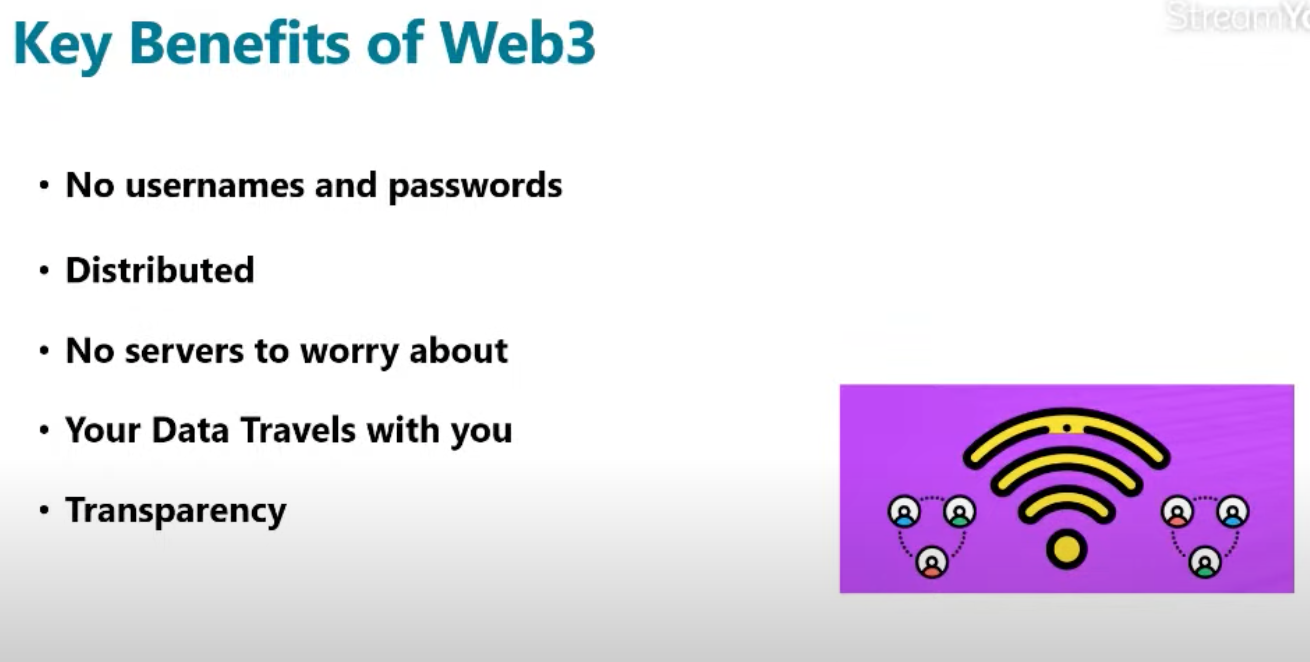 Key Benefits of Web3
• No usernames and passwords
• Distributed
• No servers to worry about
• Your Data Travels with you
• Transparency